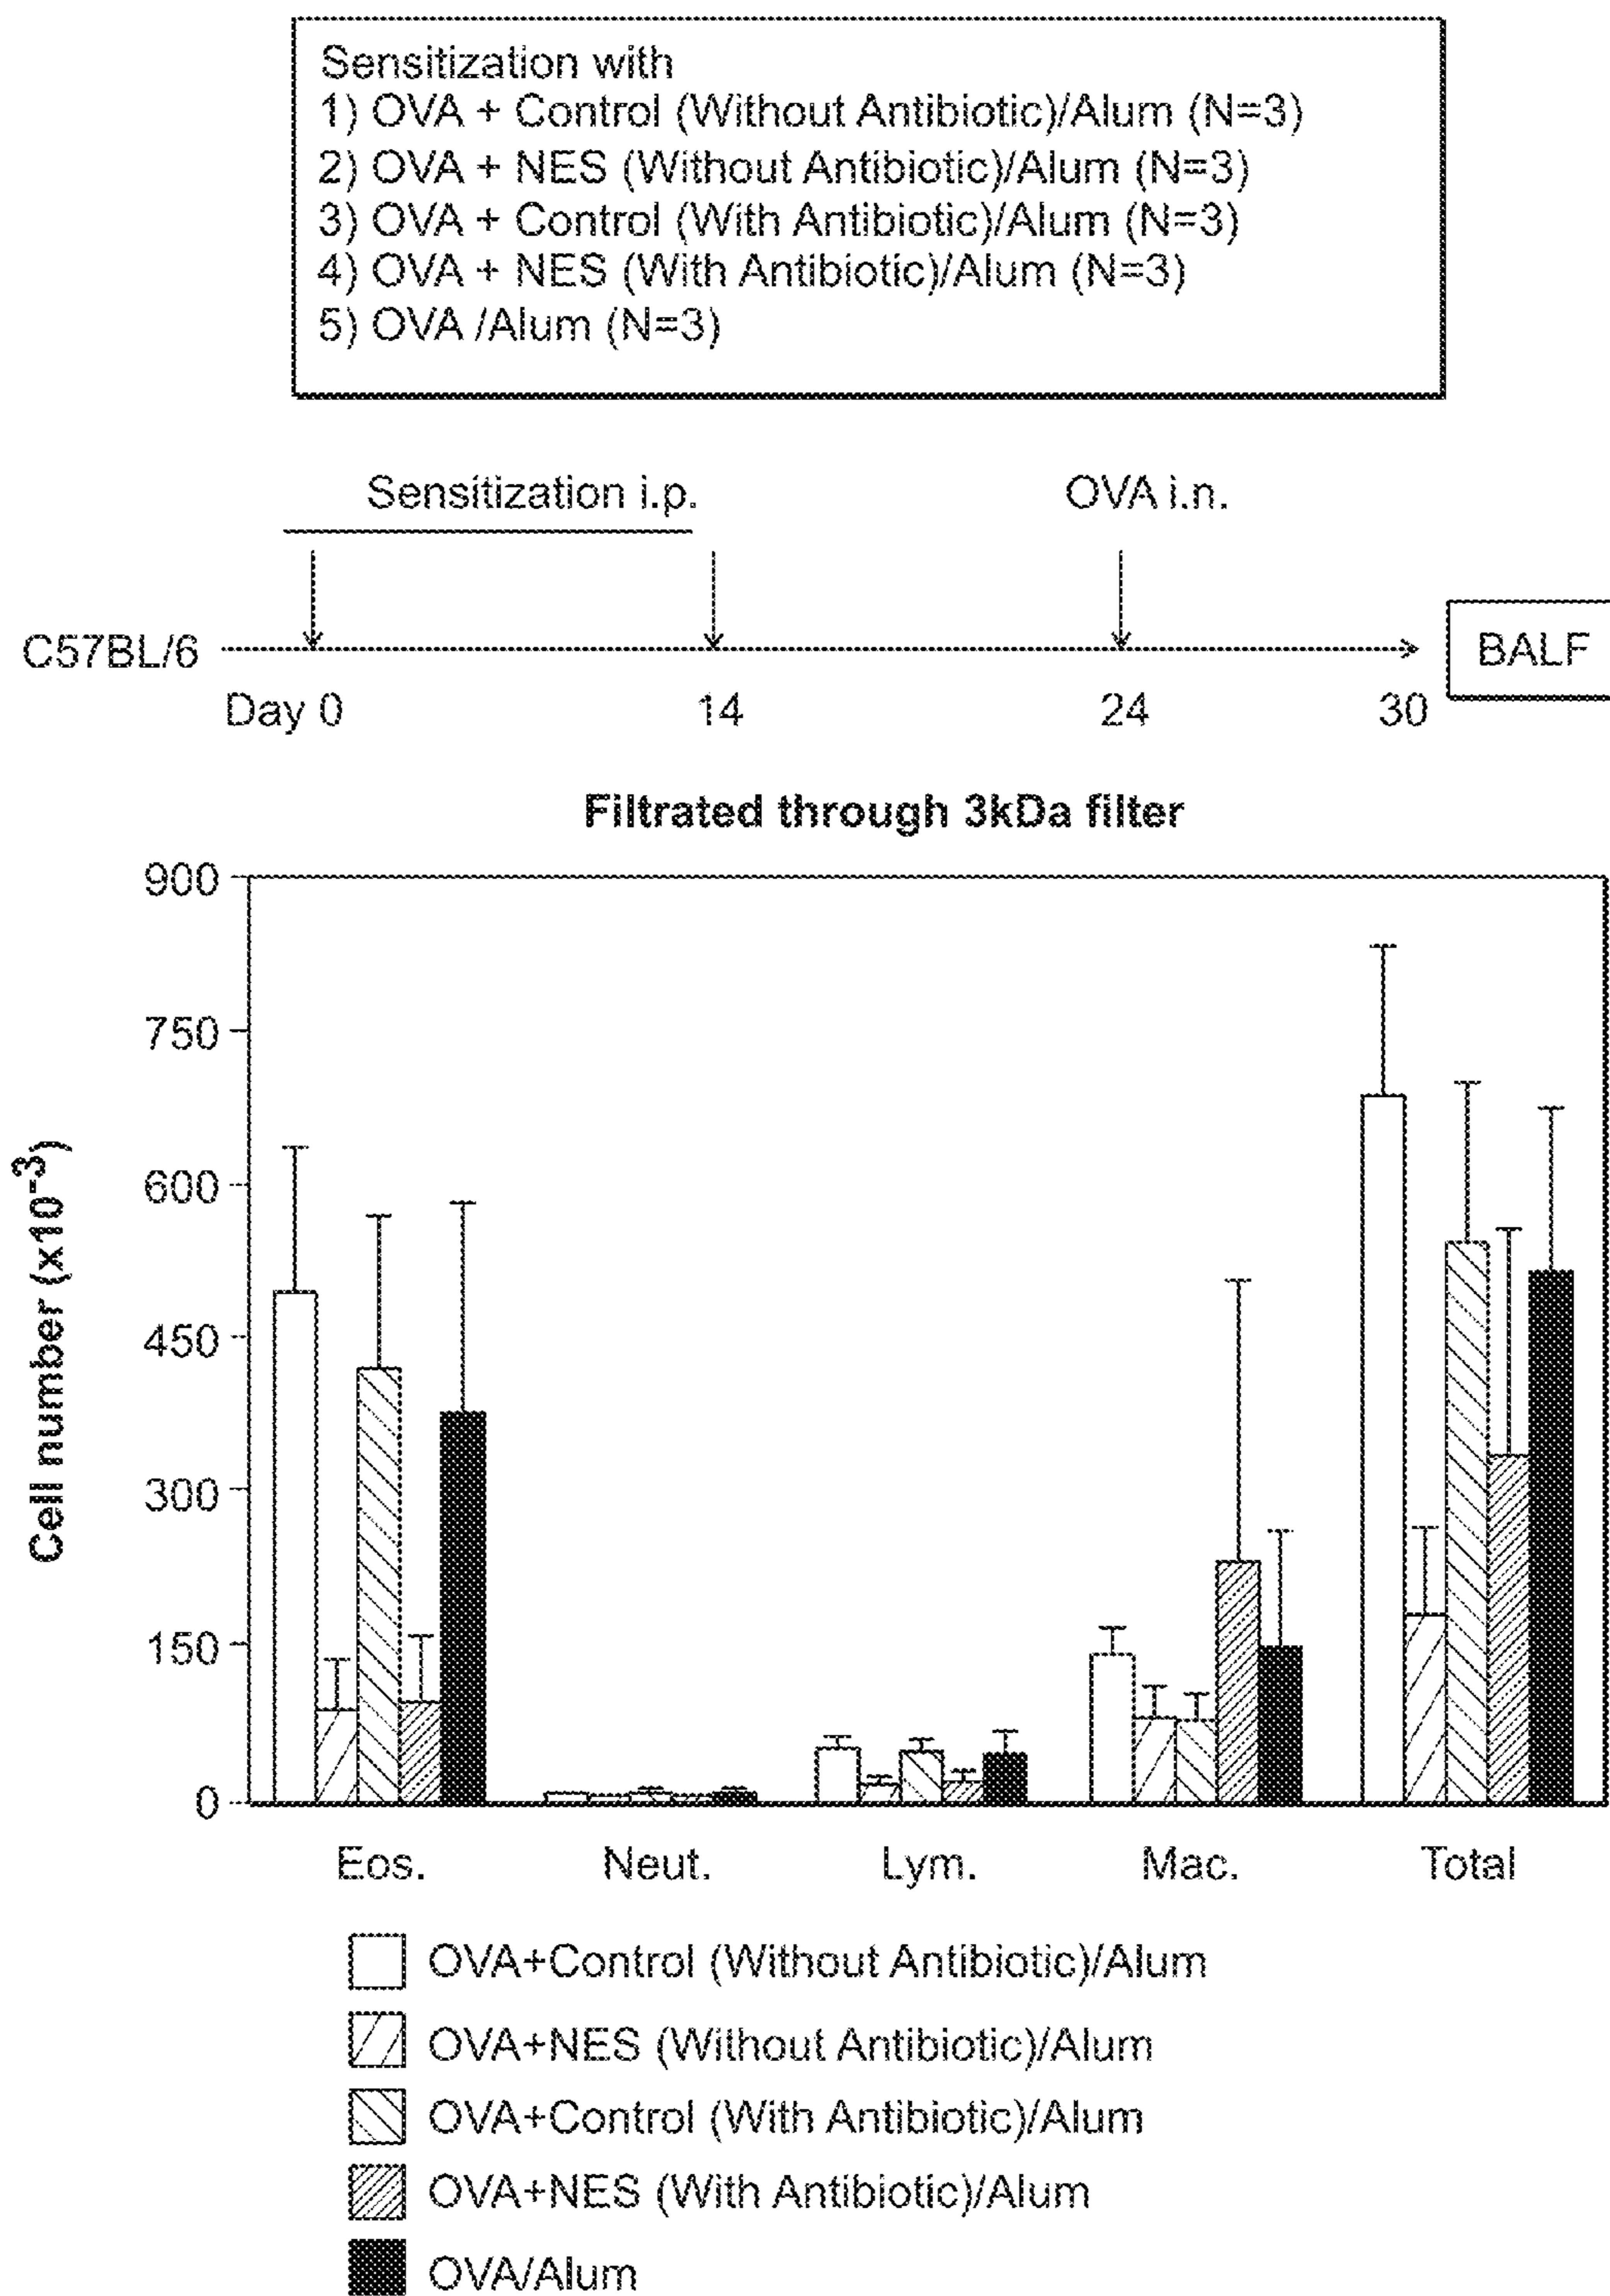 Sensitization with
1) OVA + Control (Without Antibiotic)/Alum (N=3)
2) OVA + NES (Without Antibiotic)/Alum (N=3)
3) OVA + Control (With Antibiotic)/Alum (N=3)
4) OVA + NES (With Antibiotic)/Alum (N=3)
5) OVA /Alum (N=3)
Sensitization i.p.
OVA i.n.
C57BL/6
BALF
Day 0
14
24
30
Filtrated through 3kDa filter
Cell number (x10⁻³)
900
750
600
450
300
150
0
Eos.
Neut.
Lym.
Mac.
Total
OVA+Control (Without Antibiotic)/Alum
OVA+NES (Without Antibiotic)/Alum
OVA+Control (With Antibiotic)/Alum
OVA+NES (With Antibiotic)/Alum
OVA/Alum